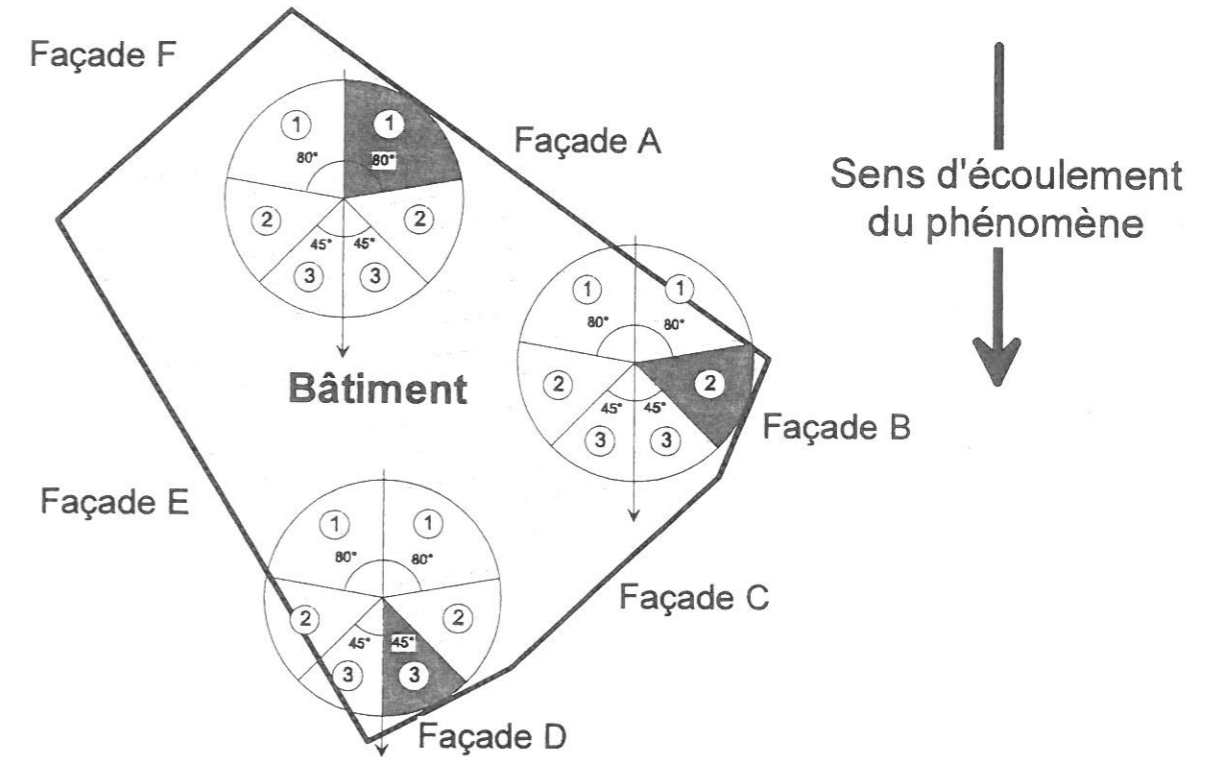 Façade F
Façade A
Sens d'écoulement
du phénomène
1 1
80° 80°
2 2
45° 45°
3 3
Bâtiment
1 1
80° 80°
2 2
45° 45°
3 3
Façade B
Façade E
1 1
80° 80°
2 2
45° 45°
3 3
Façade C
Façade D